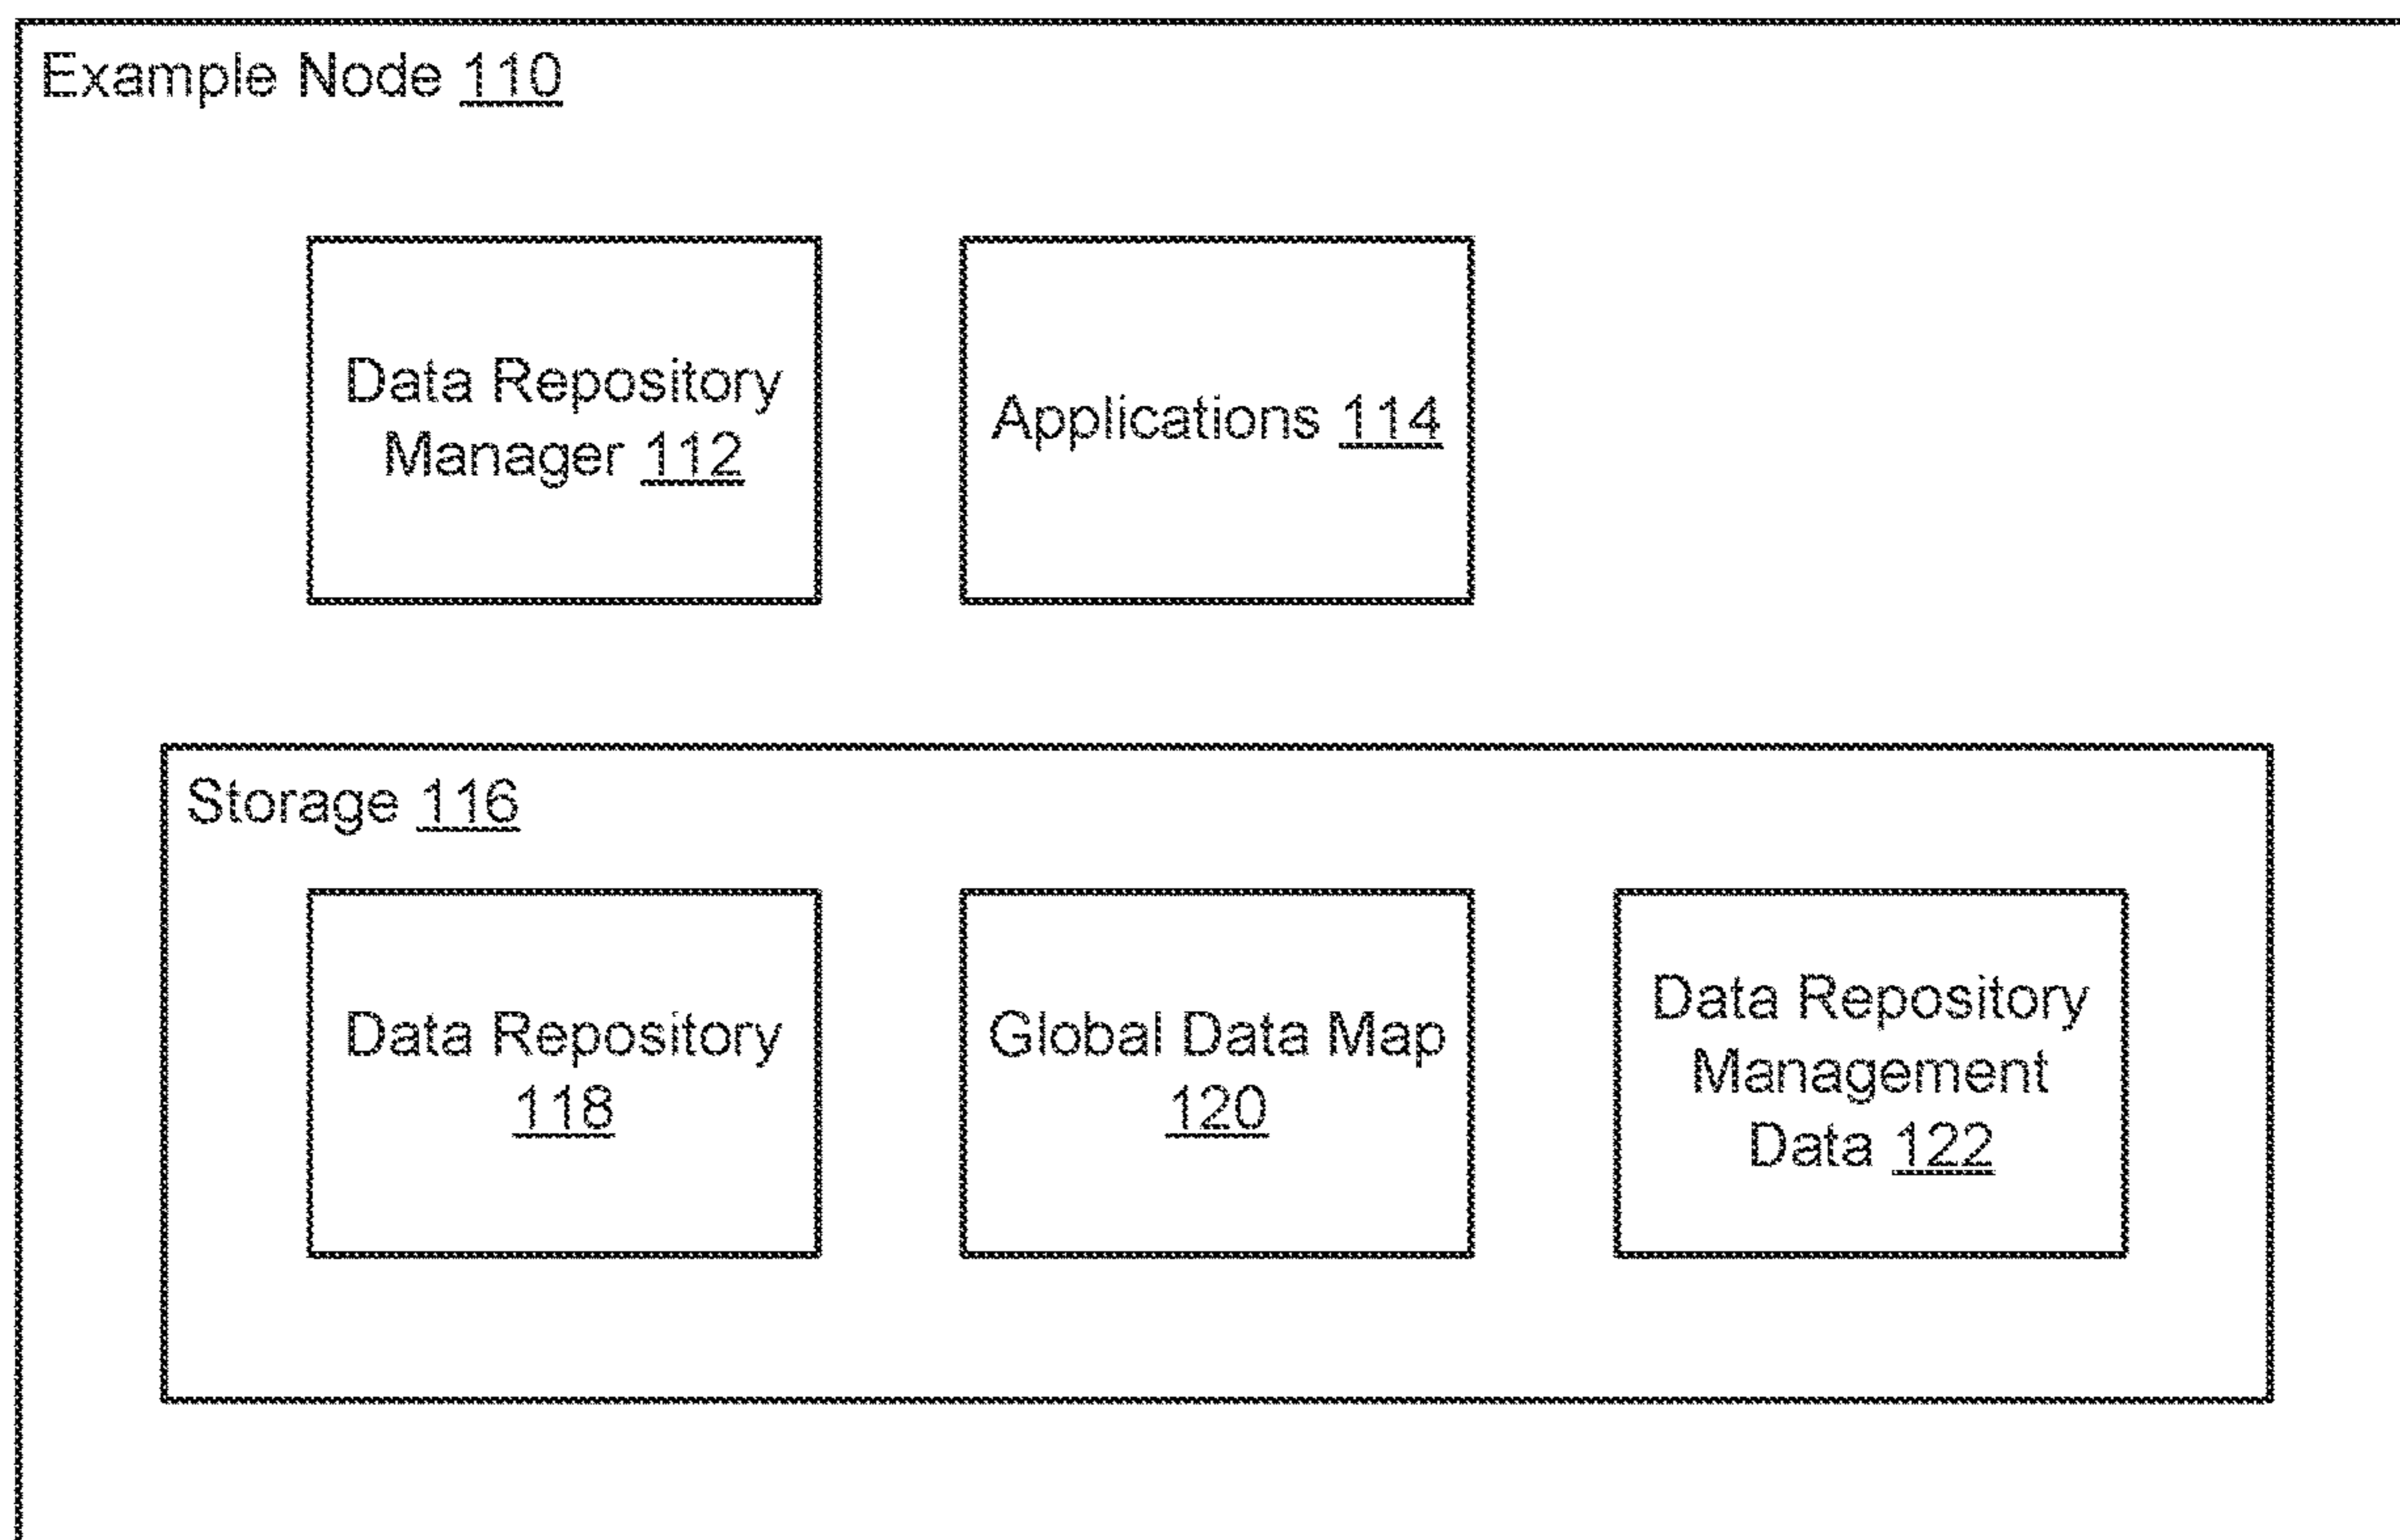 Example Node 110
Data Repository
Manager 112
Applications 114
Storage 116
Data Repository
118
Global Data Map
120
Data Repository
Management
Data 122